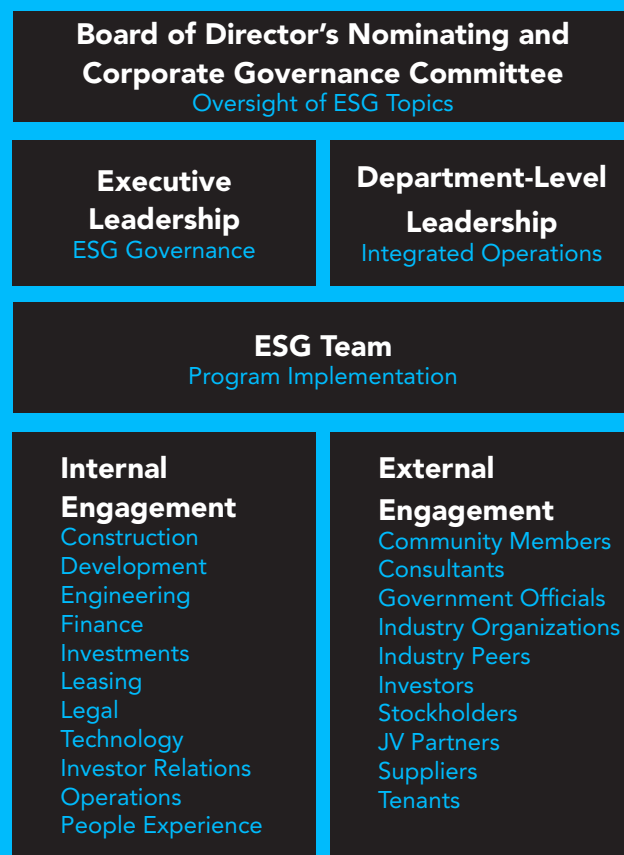 Board of Director’s Nominating and
Corporate Governance Committee
Oversight of ESG Topics
Executive
Leadership
ESG Governance
Department-Level
Leadership
Integrated Operations
ESG Team
Program Implementation
Internal
Engagement
Construction
Development
Engineering
Finance
Investments
Leasing
Legal
Technology
Investor Relations
Operations
People Experience
External
Engagement
Community Members
Consultants
Government Officials
Industry Organizations
Industry Peers
Investors
Stockholders
JV Partners
Suppliers
Tenants